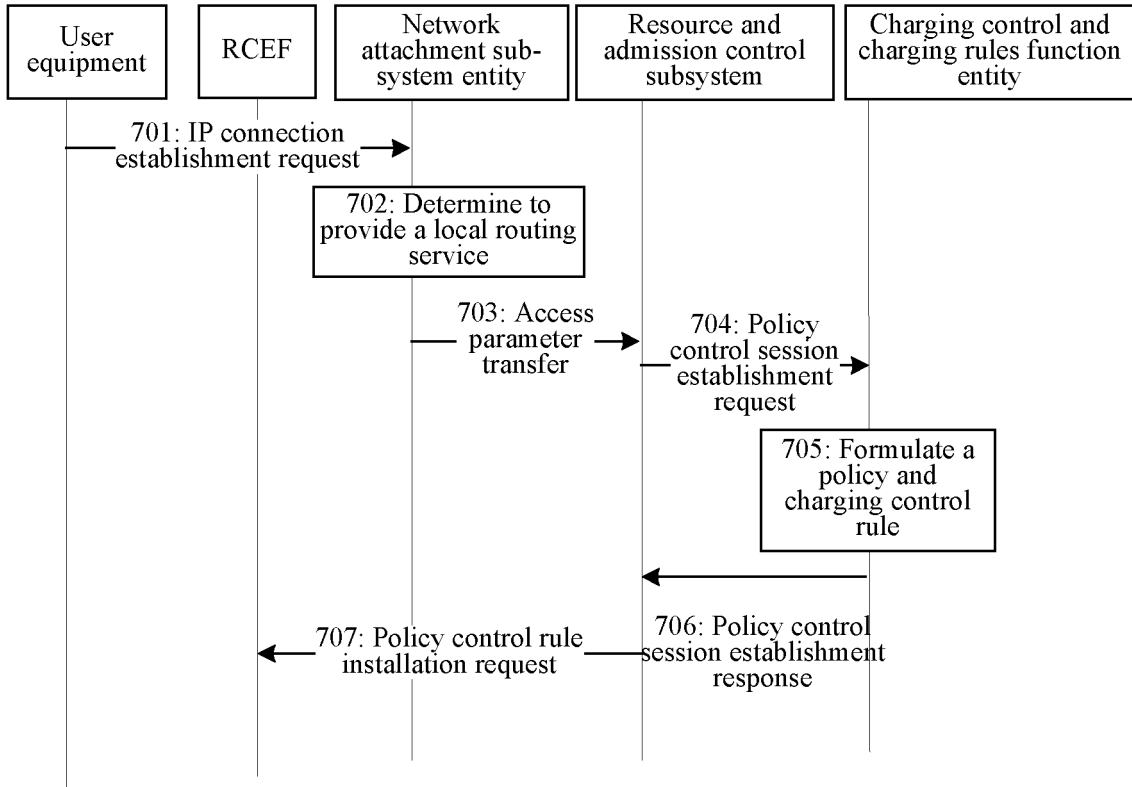 User
equipment
RCEF
Network
attachment sub-
system entity
Resource and
admission control
subsystem
Charging control and
charging rules function
entity
701: IP connection
establishment request
702: Determine to
provide a local routing
service
703: Access
parameter
transfer
704: Policy
control session
establishment
request
705: Formulate a
policy and
charging control
rule
706: Policy control
session establishment
response
707: Policy control rule
installation request